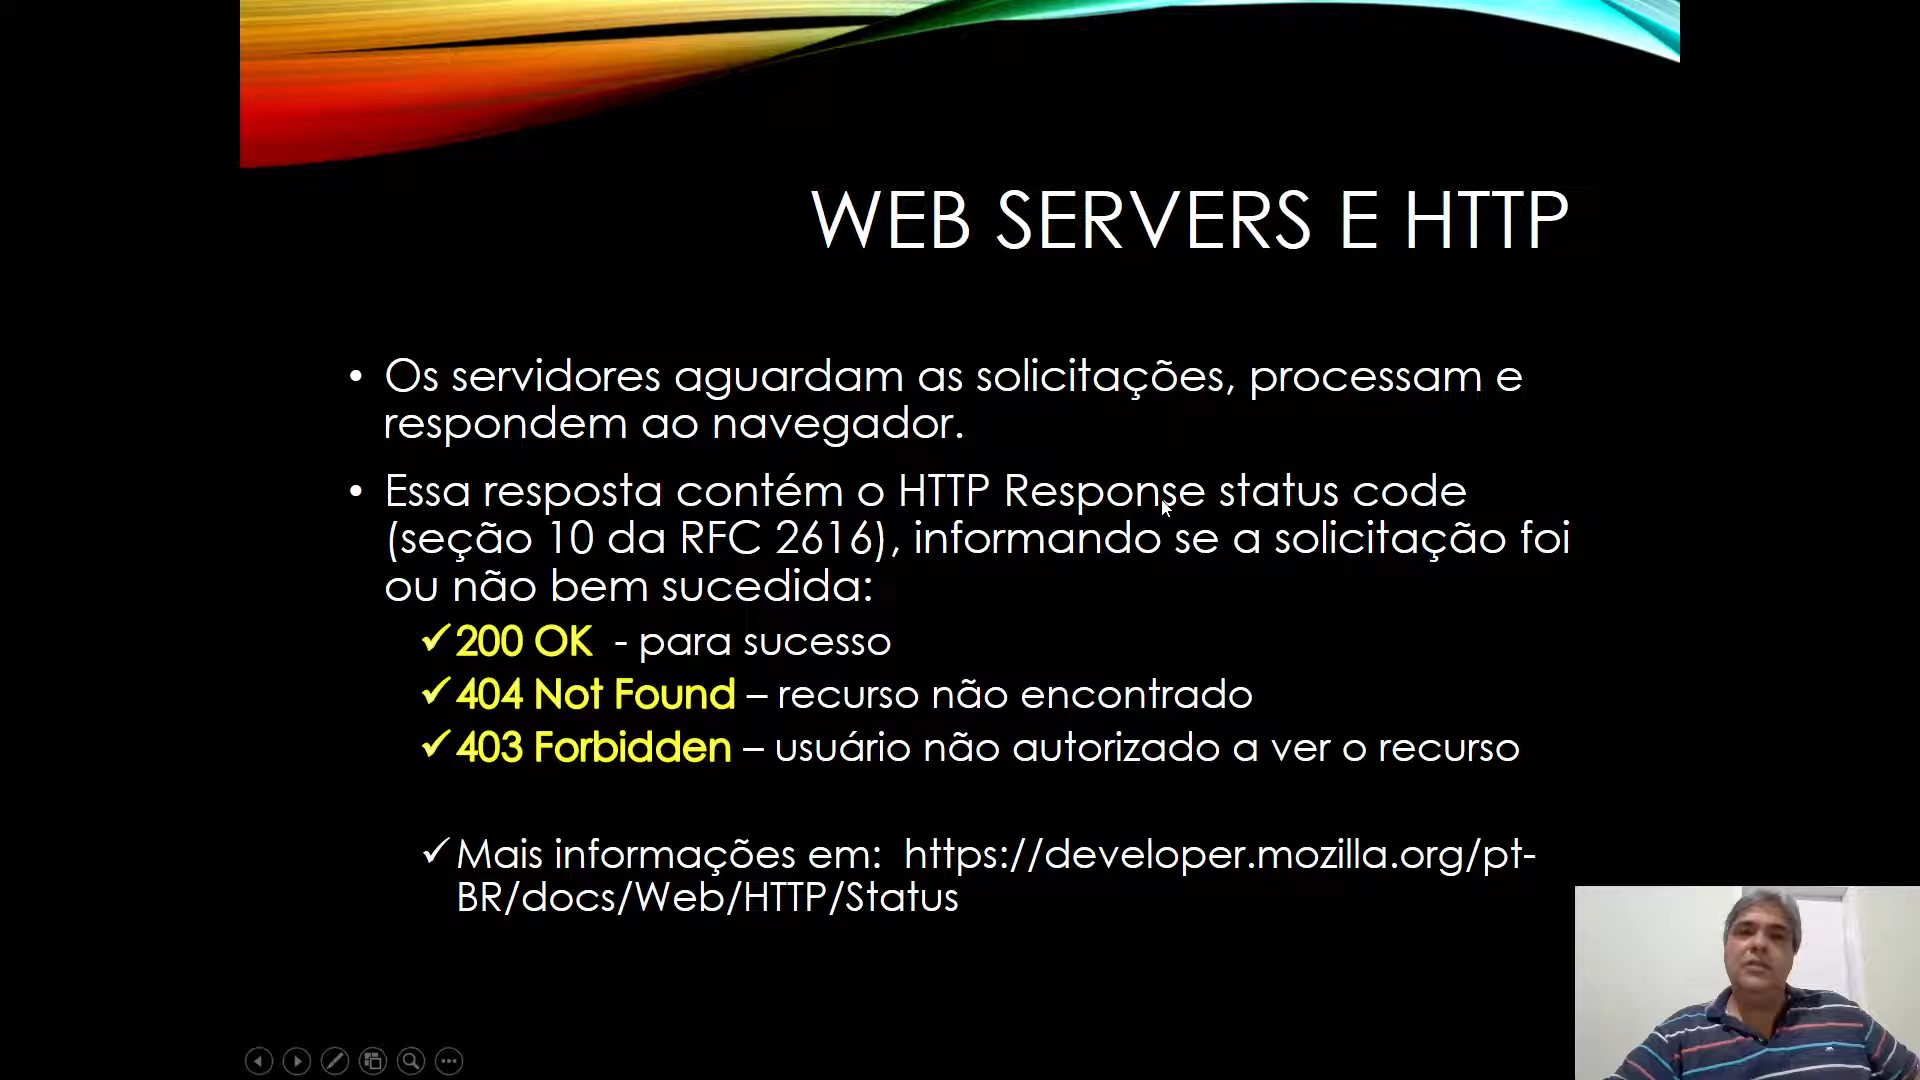 WEB SERVERS E HTTP
• Os servidores aguardam as solicitações, processam e
respondem ao navegador.
• Essa resposta contém o HTTP Response status code
(seção 10 da RFC 2616), informando se a solicitação foi
ou não bem sucedida:
✓200 OK - para sucesso
✓404 Not Found – recurso não encontrado
✓403 Forbidden – usuário não autorizado a ver o recurso
✓Mais informações em: https://developer.mozilla.org/pt-
BR/docs/Web/HTTP/Status